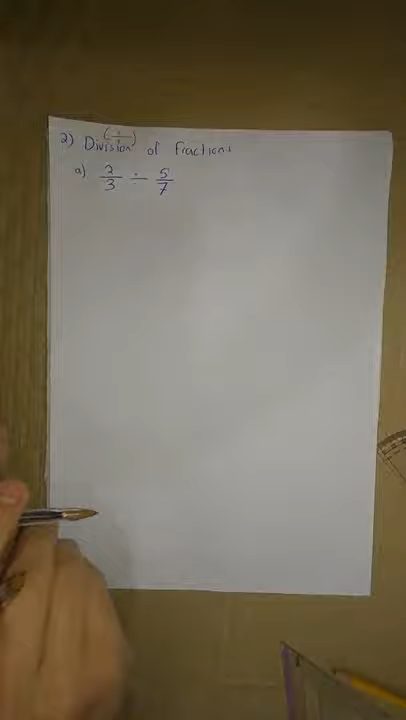 2) Division (÷) of Fractions
a) 2/3 ÷ 5/7